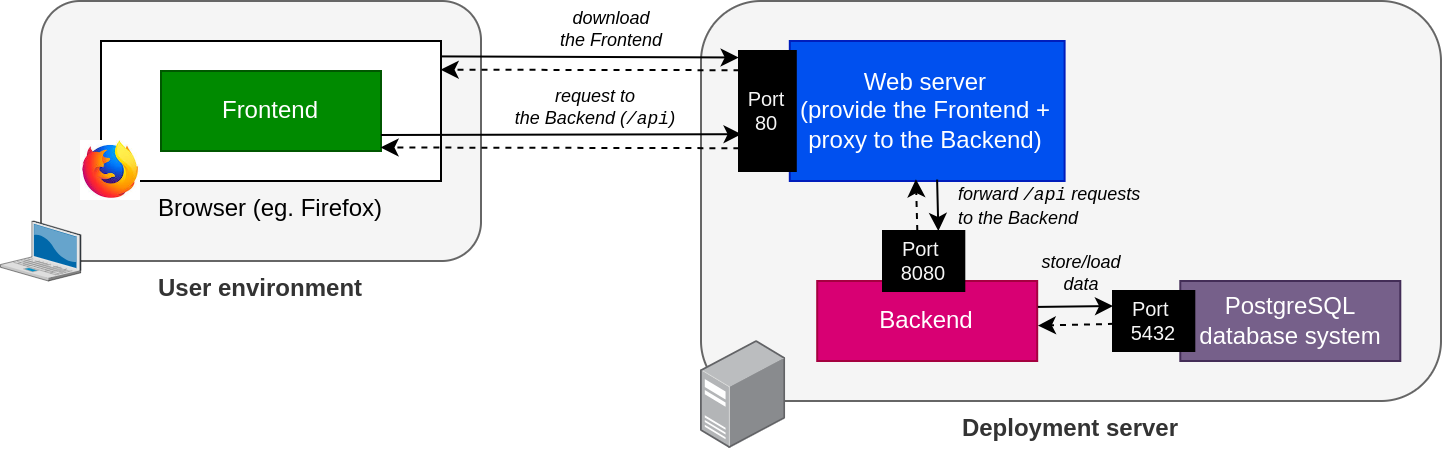 download
the Frontend
Frontend
request to
the Backend (/api)
Browser (eg. Firefox)
User environment
Port
80
Web server
(provide the Frontend +
proxy to the Backend)
forward /api requests
to the Backend
Port
8080
Backend
store/load
data
Port
5432
PostgreSQL
database system
Deployment server